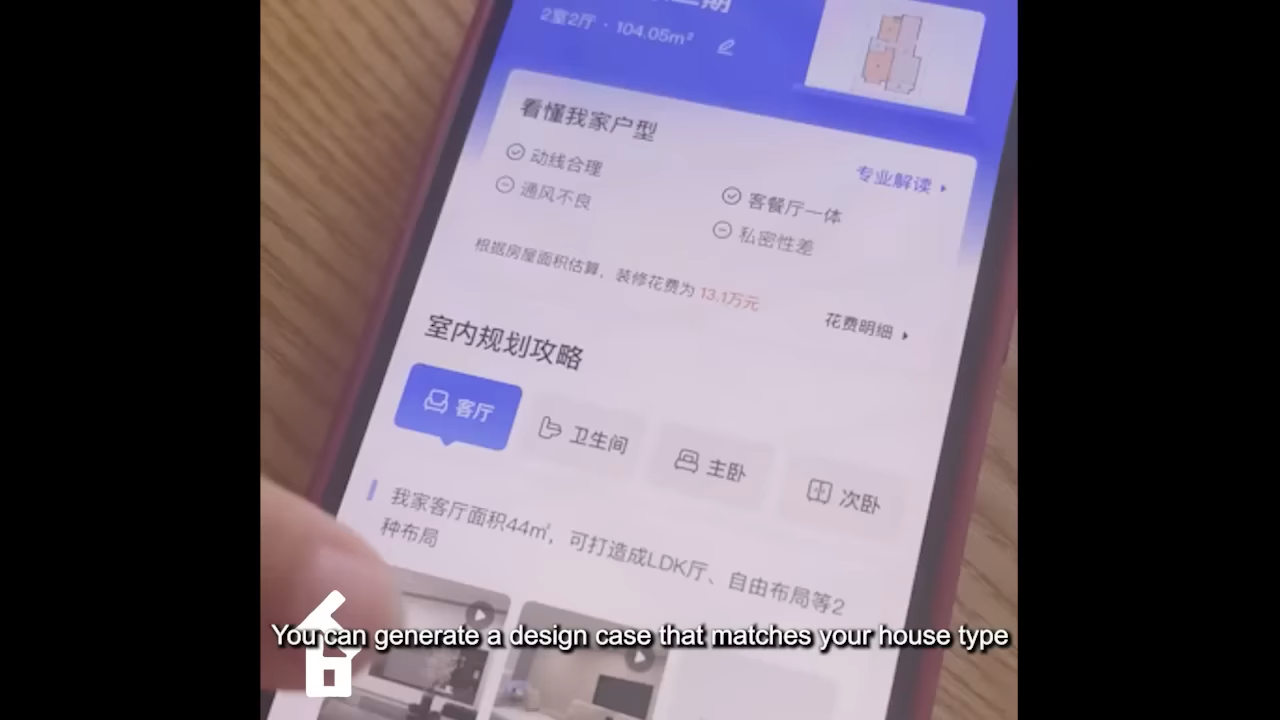 2室2厅 · 104.05m²
看懂我家户型
专业解读
动线合理
客餐厅一体
通风不良
私密性差
根据房屋面积估算，装修花费为 13.1万元
花费明细
室内规划攻略
客厅
卫生间
主卧
次卧
我家客厅面积44㎡，可打造成LDK厅、自由布局等2
种布局
You can generate a design case that matches your house type